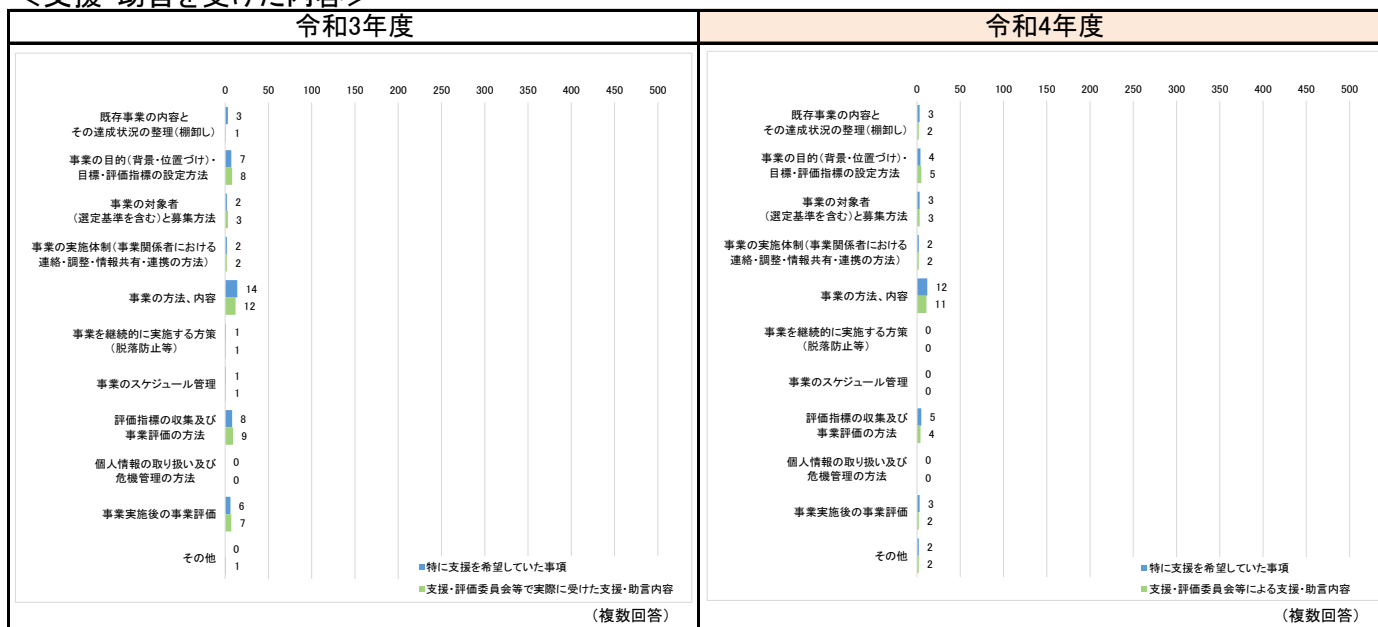 ＜支援・助言を受けた内容＞
令和3年度
0 50 100 150 200 250 300 350 400 450 500
既存事業の内容と
その達成状況の整理（棚卸し）
3
1
事業の目的（背景・位置づけ）・
目標・評価指標の設定方法
7
8
事業の対象者
（選定基準を含む）と募集方法
2
3
事業の実施体制（事業関係者における
連絡・調整・情報共有・連携の方法）
2
2
事業の方法、内容
14
12
事業を継続的に実施する方策
（脱落防止等）
1
1
事業のスケジュール管理
1
1
評価指標の収集及び
事業評価の方法
8
9
個人情報の取り扱い及び
危機管理の方法
0
0
事業実施後の事業評価
6
7
その他
0
1
特に支援を希望していた事項
支援・評価委員会等で実際に受けた支援・助言内容
（複数回答）
令和4年度
0 50 100 150 200 250 300 350 400 450 500
既存事業の内容と
その達成状況の整理（棚卸し）
3
2
事業の目的（背景・位置づけ）・
目標・評価指標の設定方法
4
5
事業の対象者
（選定基準を含む）と募集方法
3
3
事業の実施体制（事業関係者における
連絡・調整・情報共有・連携の方法）
2
2
事業の方法、内容
12
11
事業を継続的に実施する方策
（脱落防止等）
0
0
事業のスケジュール管理
0
0
評価指標の収集及び
事業評価の方法
5
4
個人情報の取り扱い及び
危機管理の方法
0
0
事業実施後の事業評価
3
2
その他
2
2
特に支援を希望していた事項
支援・評価委員会等による支援・助言内容
（複数回答）